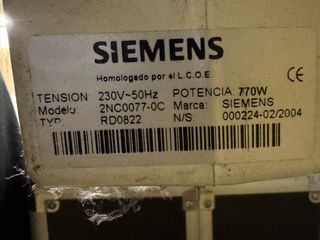 SIEMENS
Homologado por el L.C.O.E
TENSION 230V~50Hz POTENCIA: 770W
Modelo: 2NC0077-0C Marca: SIEMENS
TYP: RD0822 N/S: 000224-02/2004
CE